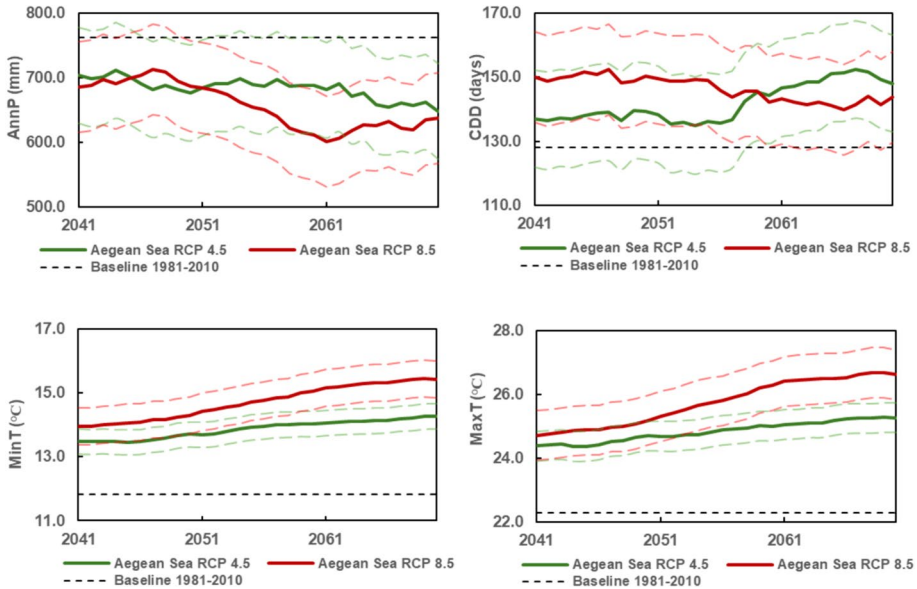 AnnP (mm)
800.0
700.0
600.0
500.0
2041
2051
2061
Aegean Sea RCP 4.5
Aegean Sea RCP 8.5
Baseline 1981-2010
CDD (days)
170.0
150.0
130.0
110.0
2041
2051
2061
Aegean Sea RCP 4.5
Aegean Sea RCP 8.5
Baseline 1981-2010
MinT (°C)
17.0
15.0
13.0
11.0
2041
2051
2061
Aegean Sea RCP 4.5
Aegean Sea RCP 8.5
Baseline 1981-2010
MaxT (°C)
28.0
26.0
24.0
22.0
2041
2051
2061
Aegean Sea RCP 4.5
Aegean Sea RCP 8.5
Baseline 1981-2010